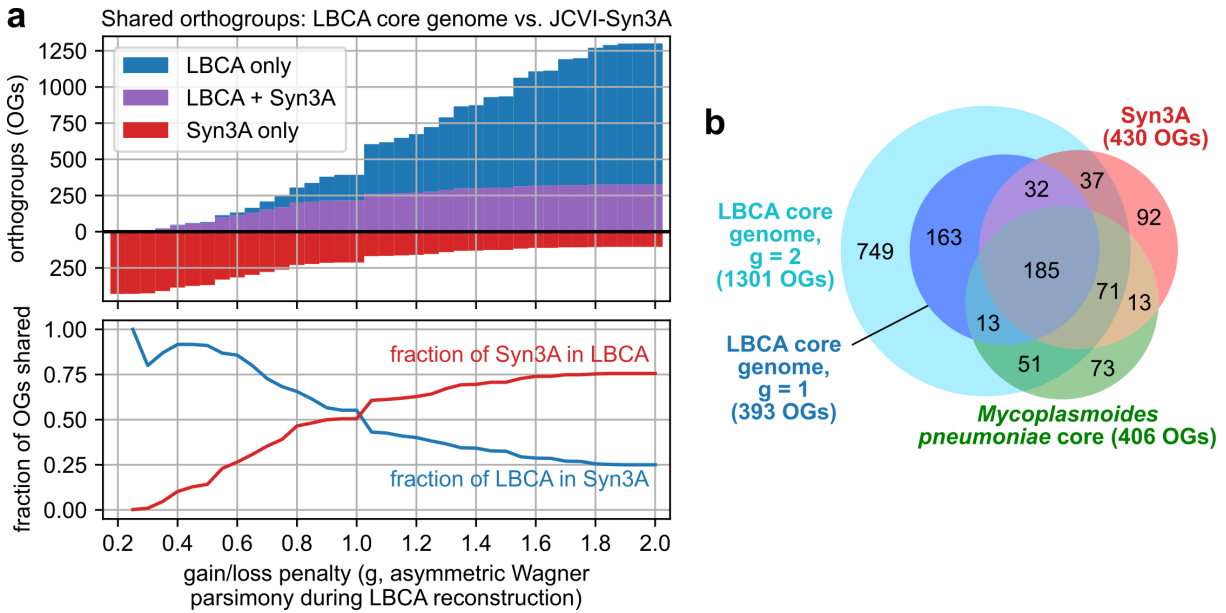 a
Shared orthogroups: LBCA core genome vs. JCVI-Syn3A
orthogroups (OGs)
1250
1000
750
500
250
0
250
LBCA only
LBCA + Syn3A
Syn3A only
fraction of OGs shared
1.00
0.75
0.50
0.25
0.00
fraction of Syn3A in LBCA
fraction of LBCA in Syn3A
0.2 0.4 0.6 0.8 1.0 1.2 1.4 1.6 1.8 2.0
gain/loss penalty (g, asymmetric Wagner
parsimony during LBCA reconstruction)
b
Syn3A
(430 OGs)
LBCA core
genome,
g = 2
(1301 OGs)
LBCA core
genome,
g = 1
(393 OGs)
Mycoplasmoides
pneumoniae core (406 OGs)
749
163
32
37
92
185
71
13
13
51
73